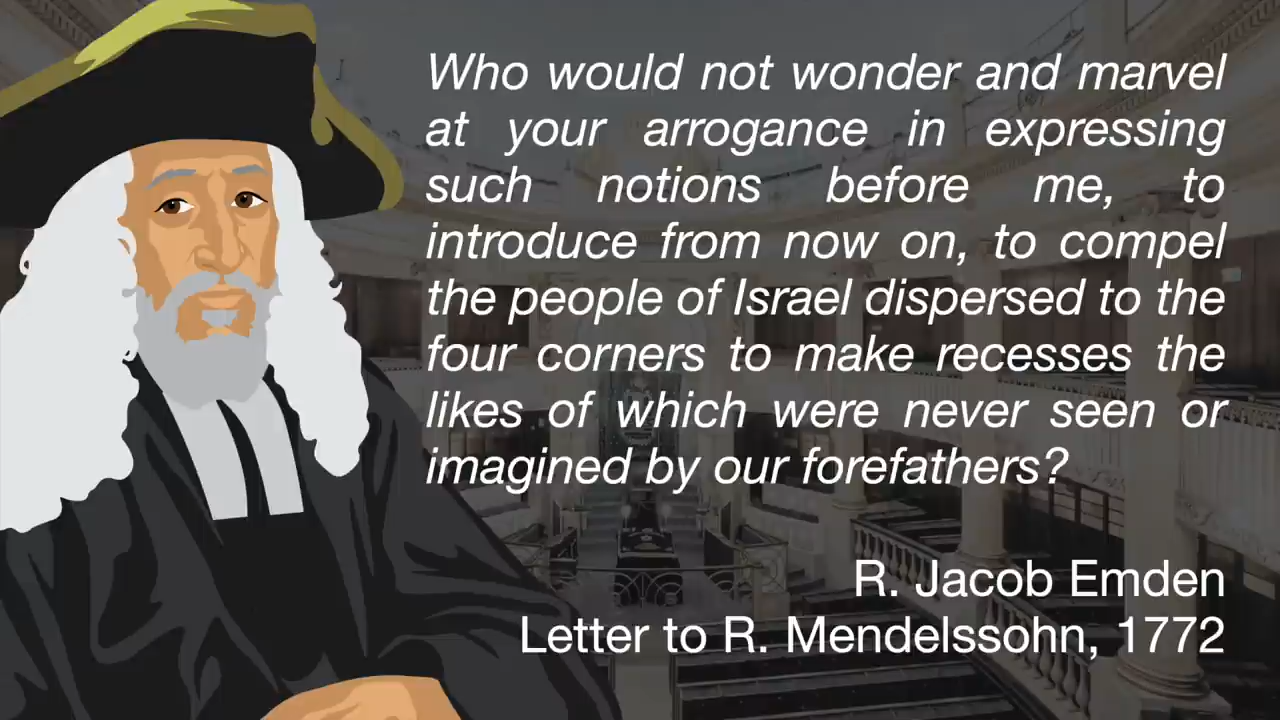 Who would not wonder and marvel
at your arrogance in expressing
such notions before me, to
introduce from now on, to compel
the people of Israel dispersed to the
four corners to make recesses the
likes of which were never seen or
imagined by our forefathers?
R. Jacob Emden
Letter to R. Mendelssohn, 1772